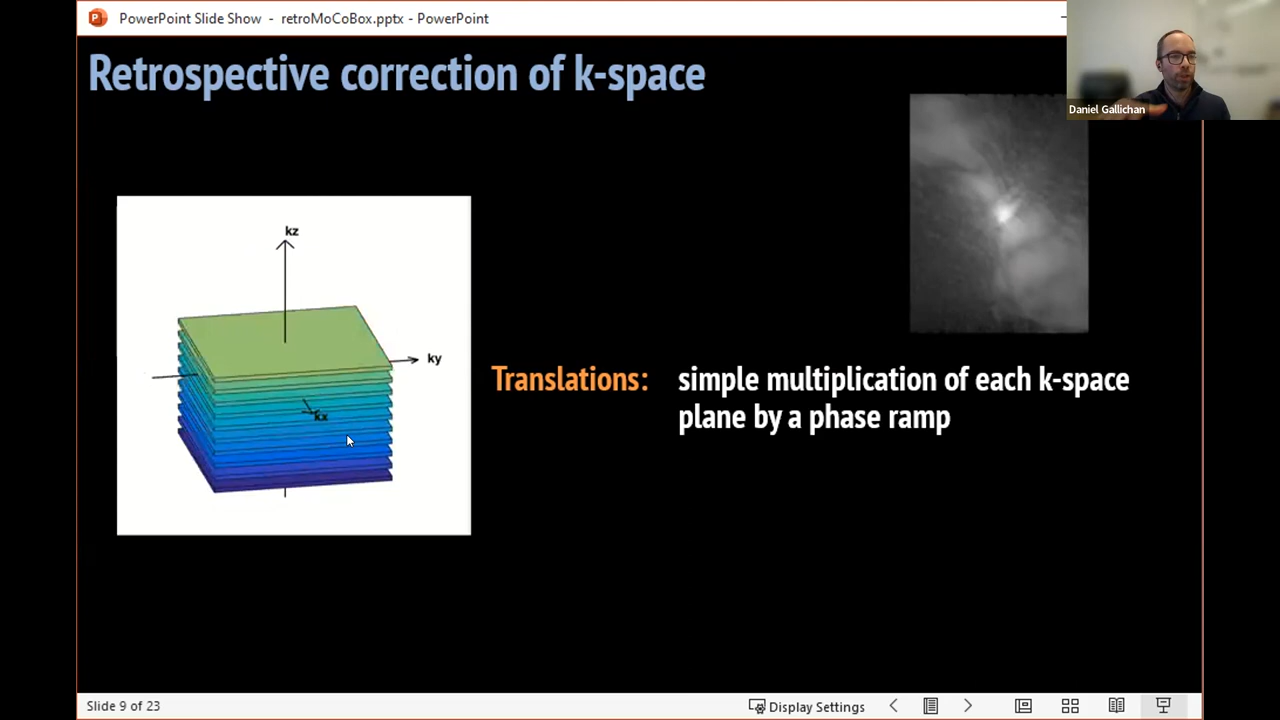 PowerPoint Slide Show - retroMoCoBox.pptx - PowerPoint
Retrospective correction of k-space
Daniel Gallichan
kz
ky
kx
Translations: simple multiplication of each k-space
plane by a phase ramp
Slide 9 of 23
Display Settings